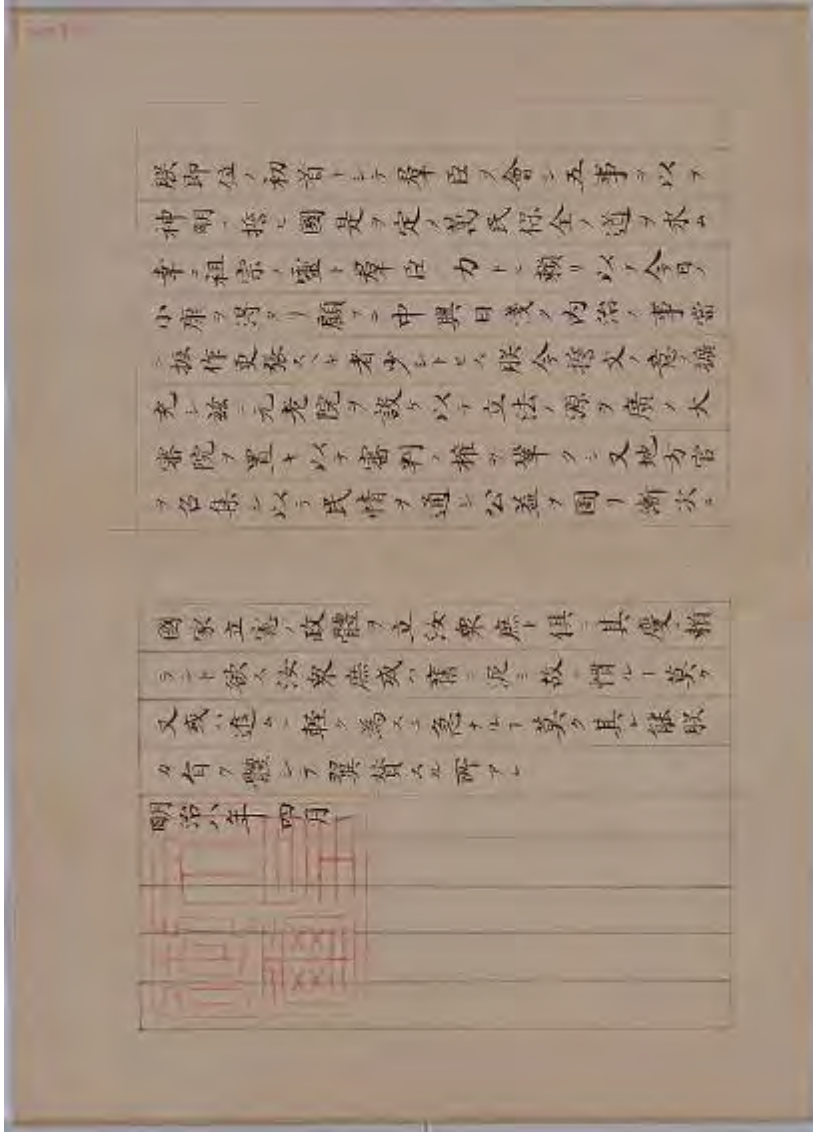 朕即位ノ初首トシテ群臣ヲ會シ五事ヲ以テ
神明ニ誓ヒ國是ヲ定メ萬民保全ノ道ヲ求ム
幸ニ祖宗ノ靈ト群臣ノ力トニ賴リ以テ今日ノ
小康ヲ得タリ顧フニ中興日淺ク内治ノ事當
ニ振作更張スヘキ者少シトセス朕今誓文ノ意ヲ擴
充シ茲ニ元老院ヲ設ケ以テ立法ノ源ヲ廣メ大
審院ヲ置キ以テ審判ノ權ヲ鞏クシ又地方官
ヲ召集シ以テ民情ヲ通シ公益ヲ圖リ漸次ニ
國家立憲ノ政體ヲ立汝衆庶ト倶ニ其慶ニ賴
ラント欲ス汝衆庶或ハ舊ニ泥ミ故ニ慣ルヽ莫ク
又或ハ進ムニ輕ク爲スニ急ナル莫ク其レ能朕
カ旨ヲ體シテ翼賛スル所アレ
明治八年四月